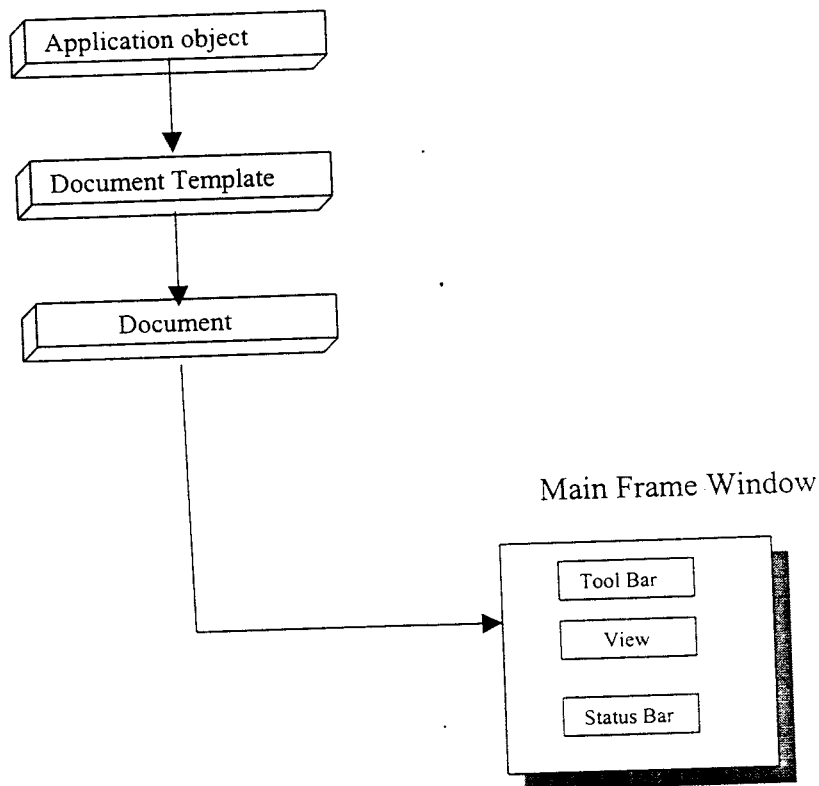 Application object
Document Template
Document
Main Frame Window
Tool Bar
View
Status Bar